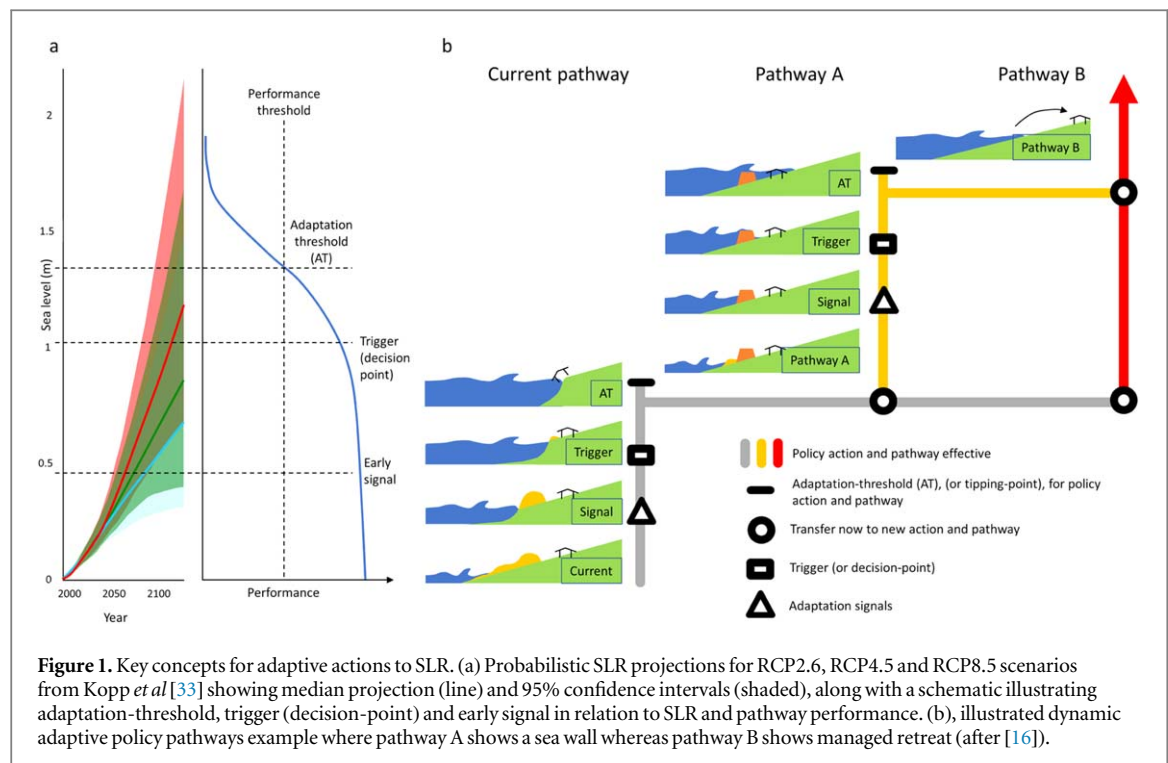 a
b
Current pathway
Pathway A
Pathway B
Performance
threshold
2
1.5
1
0.5
0
Sea level (m)
2000
2050
2100
Year
Adaptation
threshold
(AT)
Trigger
(decision
point)
Early
signal
Performance
Pathway B
AT
Trigger
Signal
Pathway A
AT
Trigger
Signal
Current
Policy action and pathway effective
Adaptation-threshold (AT), (or tipping-point), for policy
action and pathway
Transfer now to new action and pathway
Trigger (or decision-point)
Adaptation signals
Figure 1. Key concepts for adaptive actions to SLR. (a) Probabilistic SLR projections for RCP2.6, RCP4.5 and RCP8.5 scenarios
from Kopp et al [33] showing median projection (line) and 95% confidence intervals (shaded), along with a schematic illustrating
adaptation-threshold, trigger (decision-point) and early signal in relation to SLR and pathway performance. (b), illustrated dynamic
adaptive policy pathways example where pathway A shows a sea wall whereas pathway B shows managed retreat (after [16]).